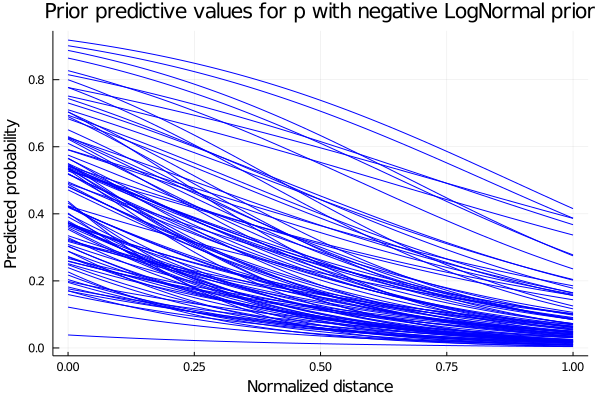 Prior predictive values for p with negative LogNormal prior
Predicted probability
0.8
0.6
0.4
0.2
0.0
0.00 0.25 0.50 0.75 1.00
Normalized distance